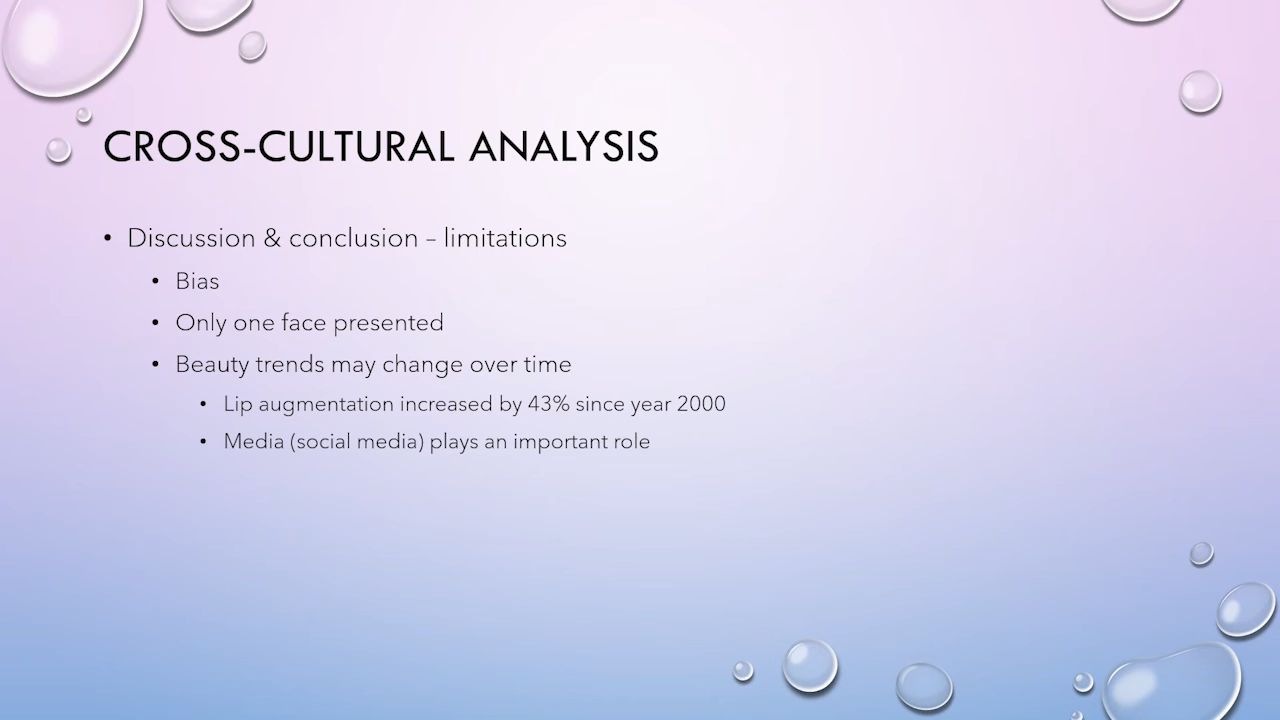 CROSS-CULTURAL ANALYSIS
• Discussion & conclusion – limitations
• Bias
• Only one face presented
• Beauty trends may change over time
• Lip augmentation increased by 43% since year 2000
• Media (social media) plays an important role